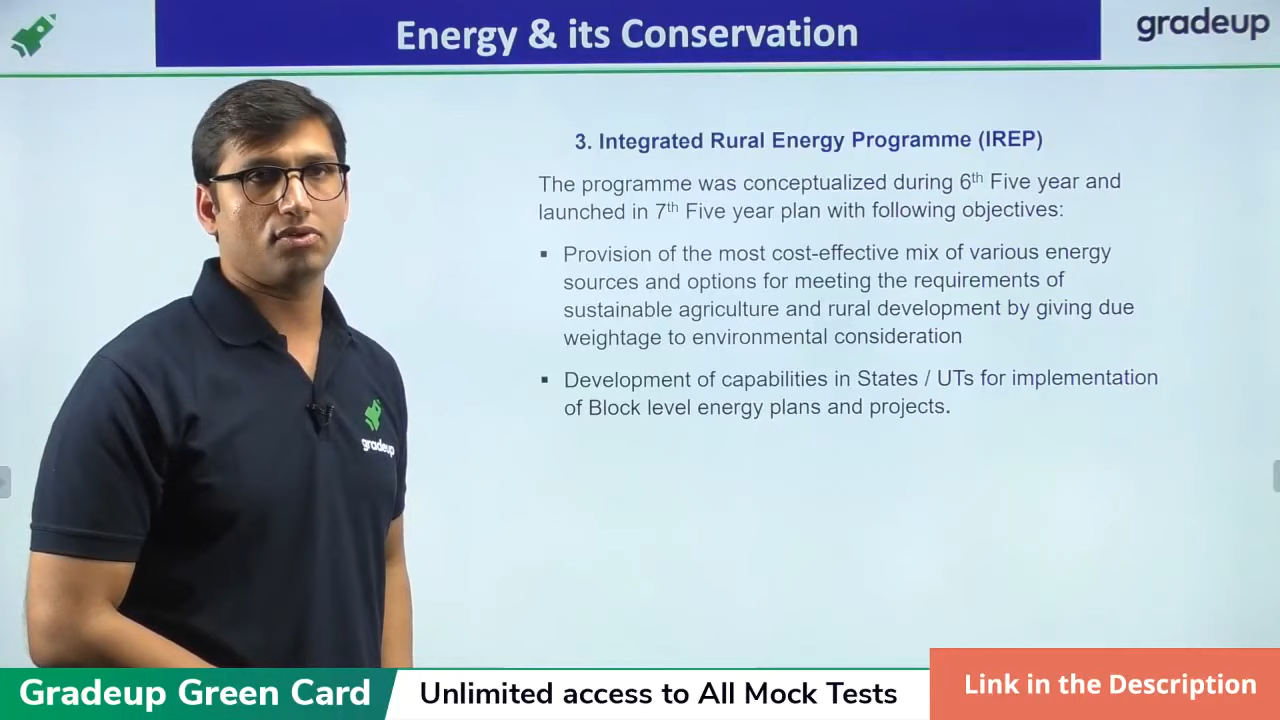 Energy & its Conservation
gradeup
3. Integrated Rural Energy Programme (IREP)
The programme was conceptualized during 6th Five year and
launched in 7th Five year plan with following objectives:
▪ Provision of the most cost-effective mix of various energy
sources and options for meeting the requirements of
sustainable agriculture and rural development by giving due
weightage to environmental consideration
▪ Development of capabilities in States / UTs for implementation
of Block level energy plans and projects.
gradeup
Gradeup Green Card
Unlimited access to All Mock Tests
Link in the Description